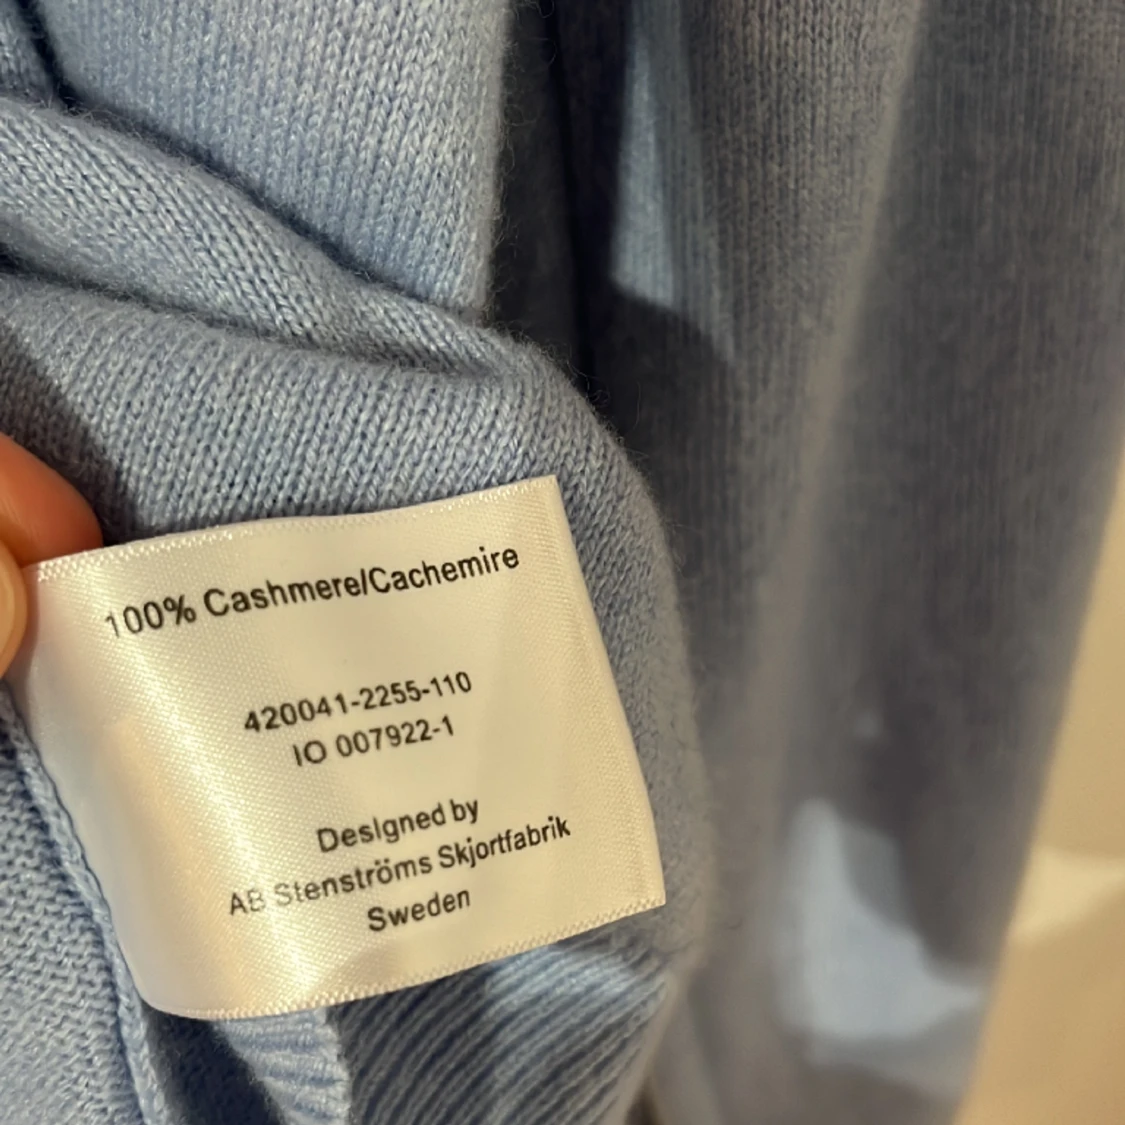 100% Cashmere/Cachemire
420041-2255-110
IO 007922-1
Designed by
AB Stenströms Skjortfabrik
Sweden